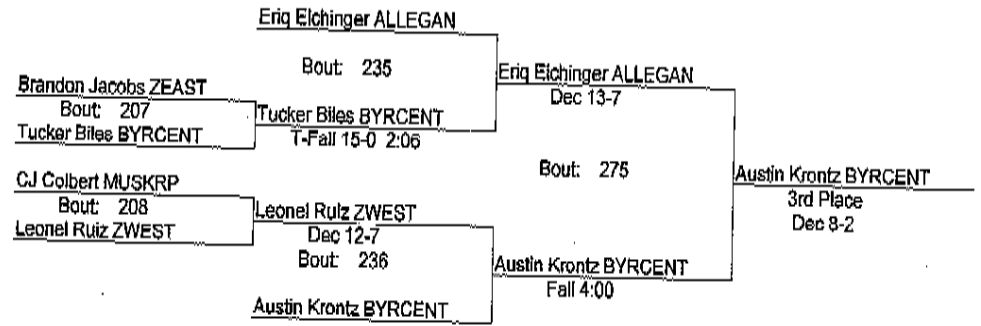 Eriq Eichinger ALLEGAN
Bout: 235
Eriq Eichinger ALLEGAN
Dec 13-7
Brandon Jacobs ZEAST
Bout: 207
Tucker Biles BYRCENT
Tucker Biles BYRCENT
T-Fall 15-0 2:06
Bout: 275
Austin Krontz BYRCENT
3rd Place
Dec 8-2
CJ Colbert MUSKRP
Bout: 208
Leonel Ruiz ZWEST
Leonel Ruiz ZWEST
Dec 12-7
Bout: 236
Austin Krontz BYRCENT
Fall 4:00
Austin Krontz BYRCENT